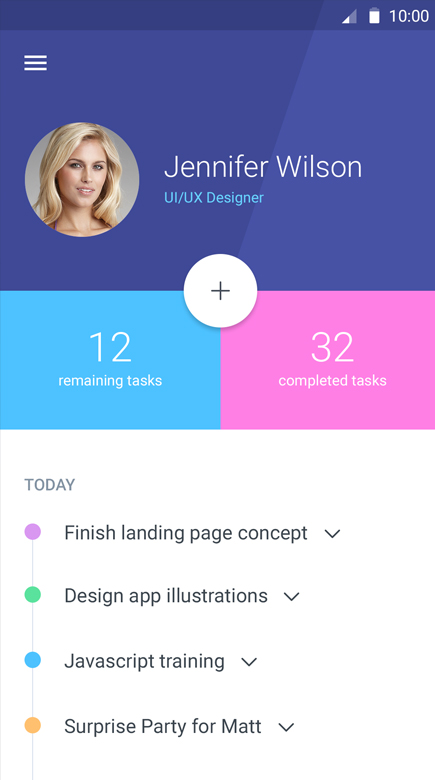 10:00
Jennifer Wilson
UI/UX Designer
12
remaining tasks
32
completed tasks
TODAY
Finish landing page concept
Design app illustrations
Javascript training
Surprise Party for Matt